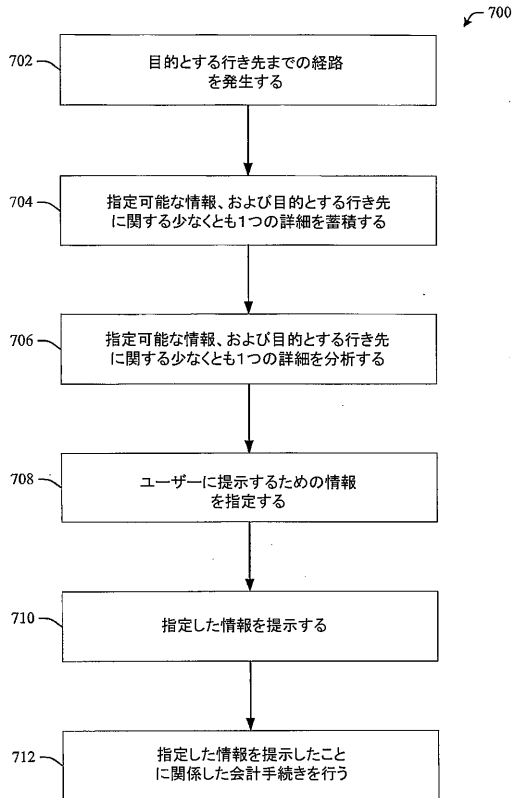 700
702
目的とする行き先までの経路
を発生する
704
指定可能な情報、および目的とする行き先
に関する少なくとも1つの詳細を蓄積する
706
指定可能な情報、および目的とする行き先
に関する少なくとも1つの詳細を分析する
708
ユーザーに提示するための情報
を指定する
710
指定した情報を提示する
712
指定した情報を提示したこと
に関係した会計手続きを行う